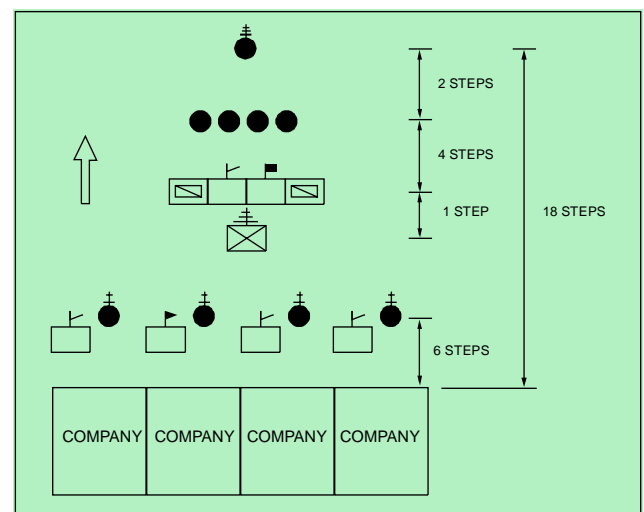 2 STEPS
4 STEPS
1 STEP
18 STEPS
6 STEPS
COMPANY COMPANY COMPANY COMPANY